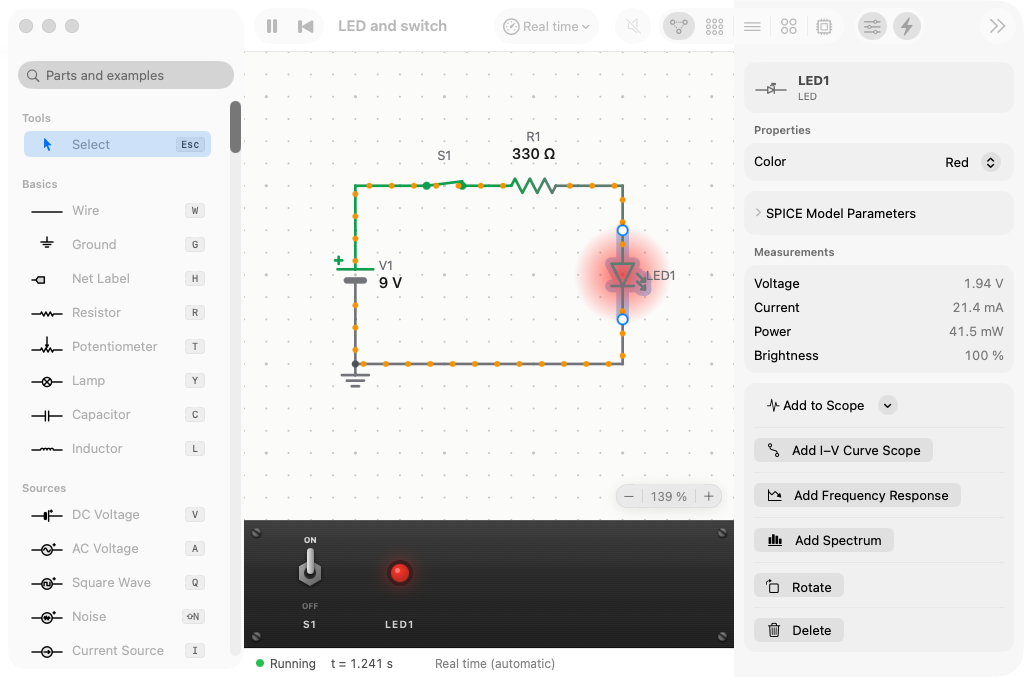 LED and switch
Real time
Parts and examples
Tools
Select Esc
Basics
Wire W
Ground G
Net Label H
Resistor R
Potentiometer T
Lamp Y
Capacitor C
Inductor L
Sources
DC Voltage V
AC Voltage A
Square Wave Q
Noise ⌥N
Current Source I
S1
R1
330 Ω
+
V1
9 V
LED1
− 139 % +
ON
OFF
S1
LED1
Running t = 1.241 s Real time (automatic)
LED1
LED
Properties
Color Red
SPICE Model Parameters
Measurements
Voltage 1.94 V
Current 21.4 mA
Power 41.5 mW
Brightness 100 %
Add to Scope
Add I–V Curve Scope
Add Frequency Response
Add Spectrum
Rotate
Delete